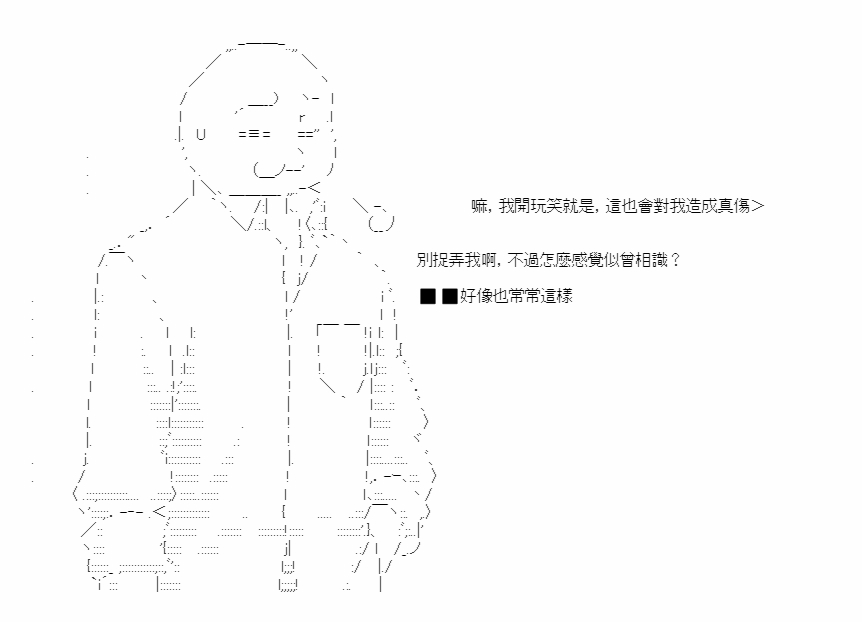 嘛，我開玩笑就是，這也會對我造成真傷＞
別捉弄我啊，不過怎麼感覺似曾相識？
■■好像也常常這樣